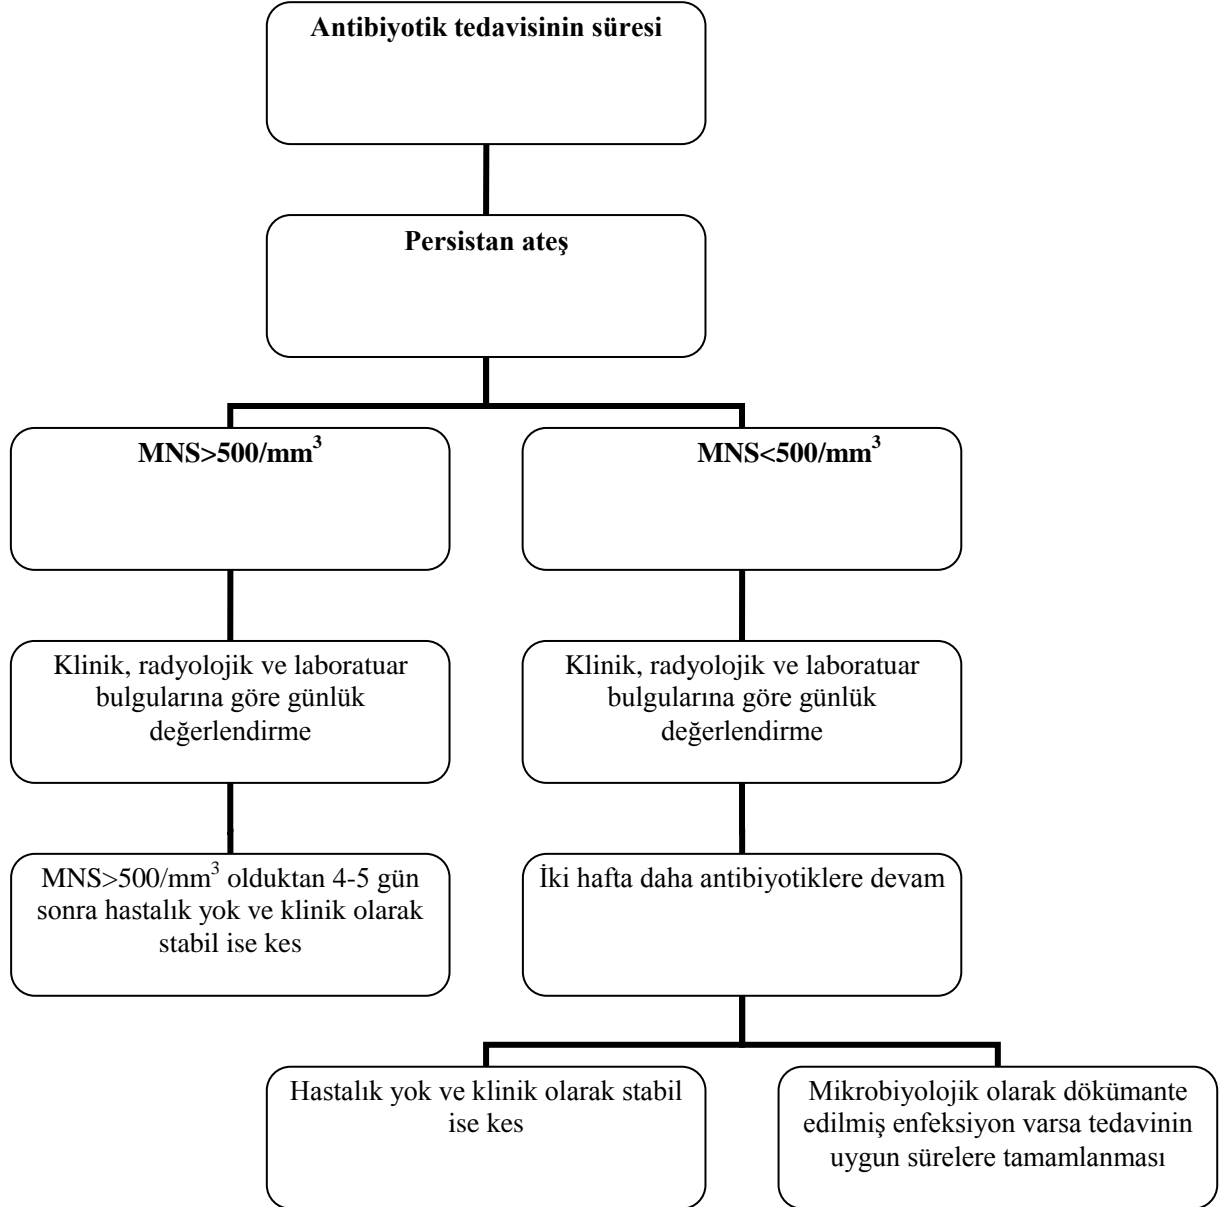 Antibiyotik tedavisinin süresi
Persistan ateş
MNS>500/mm³
MNS<500/mm³
Klinik, radyolojik ve laboratuar
bulgularına göre günlük
değerlendirme
Klinik, radyolojik ve laboratuar
bulgularına göre günlük
değerlendirme
MNS>500/mm³ olduktan 4-5 gün
sonra hastalık yok ve klinik olarak
stabil ise kes
İki hafta daha antibiyotiklere devam
Hastalık yok ve klinik olarak stabil
ise kes
Mikrobiyolojik olarak dökümante
edilmiş enfeksiyon varsa tedavinin
uygun sürelere tamamlanması